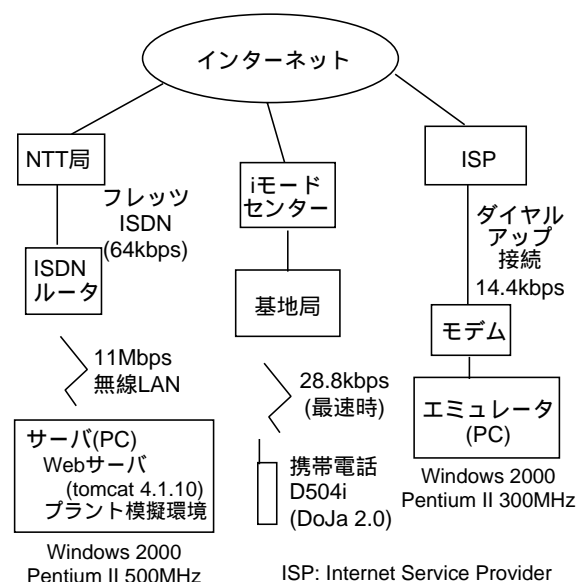 インターネット
NTT局
フレッツ
ISDN
(64kbps)
ISDN
ルータ
11Mbps
無線LAN
サーバ(PC)
Webサーバ
(tomcat 4.1.10)
プラント模擬環境
Windows 2000
Pentium II 500MHz
iモード
センター
基地局
28.8kbps
(最速時)
携帯電話
D504i
(DoJa 2.0)
ISP
ダイヤル
アップ
接続
14.4kbps
モデム
エミュレータ
(PC)
Windows 2000
Pentium II 300MHz
ISP: Internet Service Provider